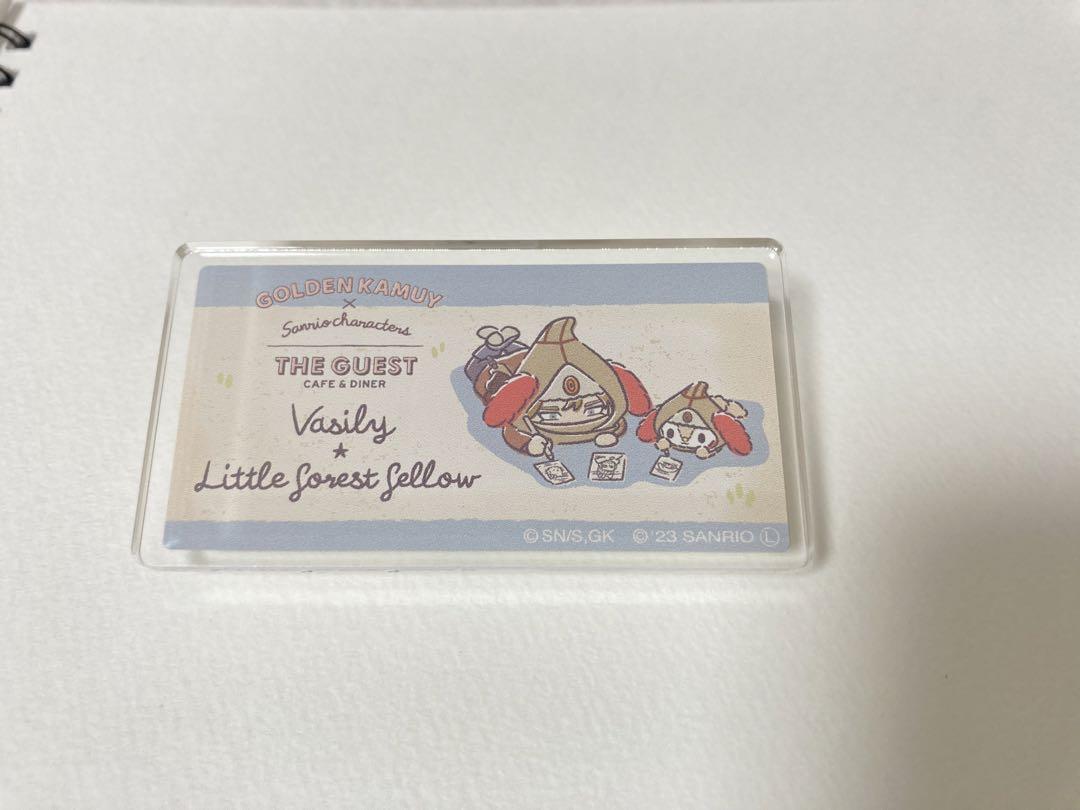 GOLDEN KAMUY
×
Sanrio characters
THE GUEST
CAFE & DINER
Vasily
★
Little forest fellow
©SN/S,GK © '23 SANRIO Ⓛ